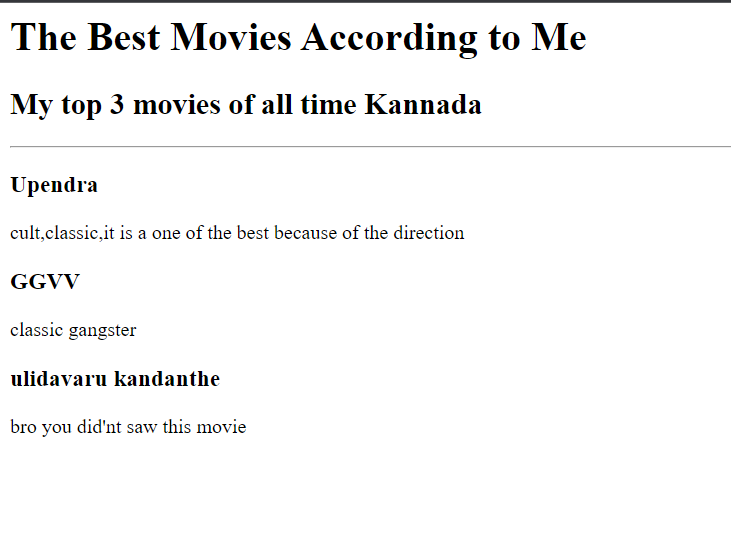 The Best Movies According to Me
My top 3 movies of all time Kannada
Upendra
cult,classic,it is a one of the best because of the direction
GGVV
classic gangster
ulidavaru kandanthe
bro you did'nt saw this movie